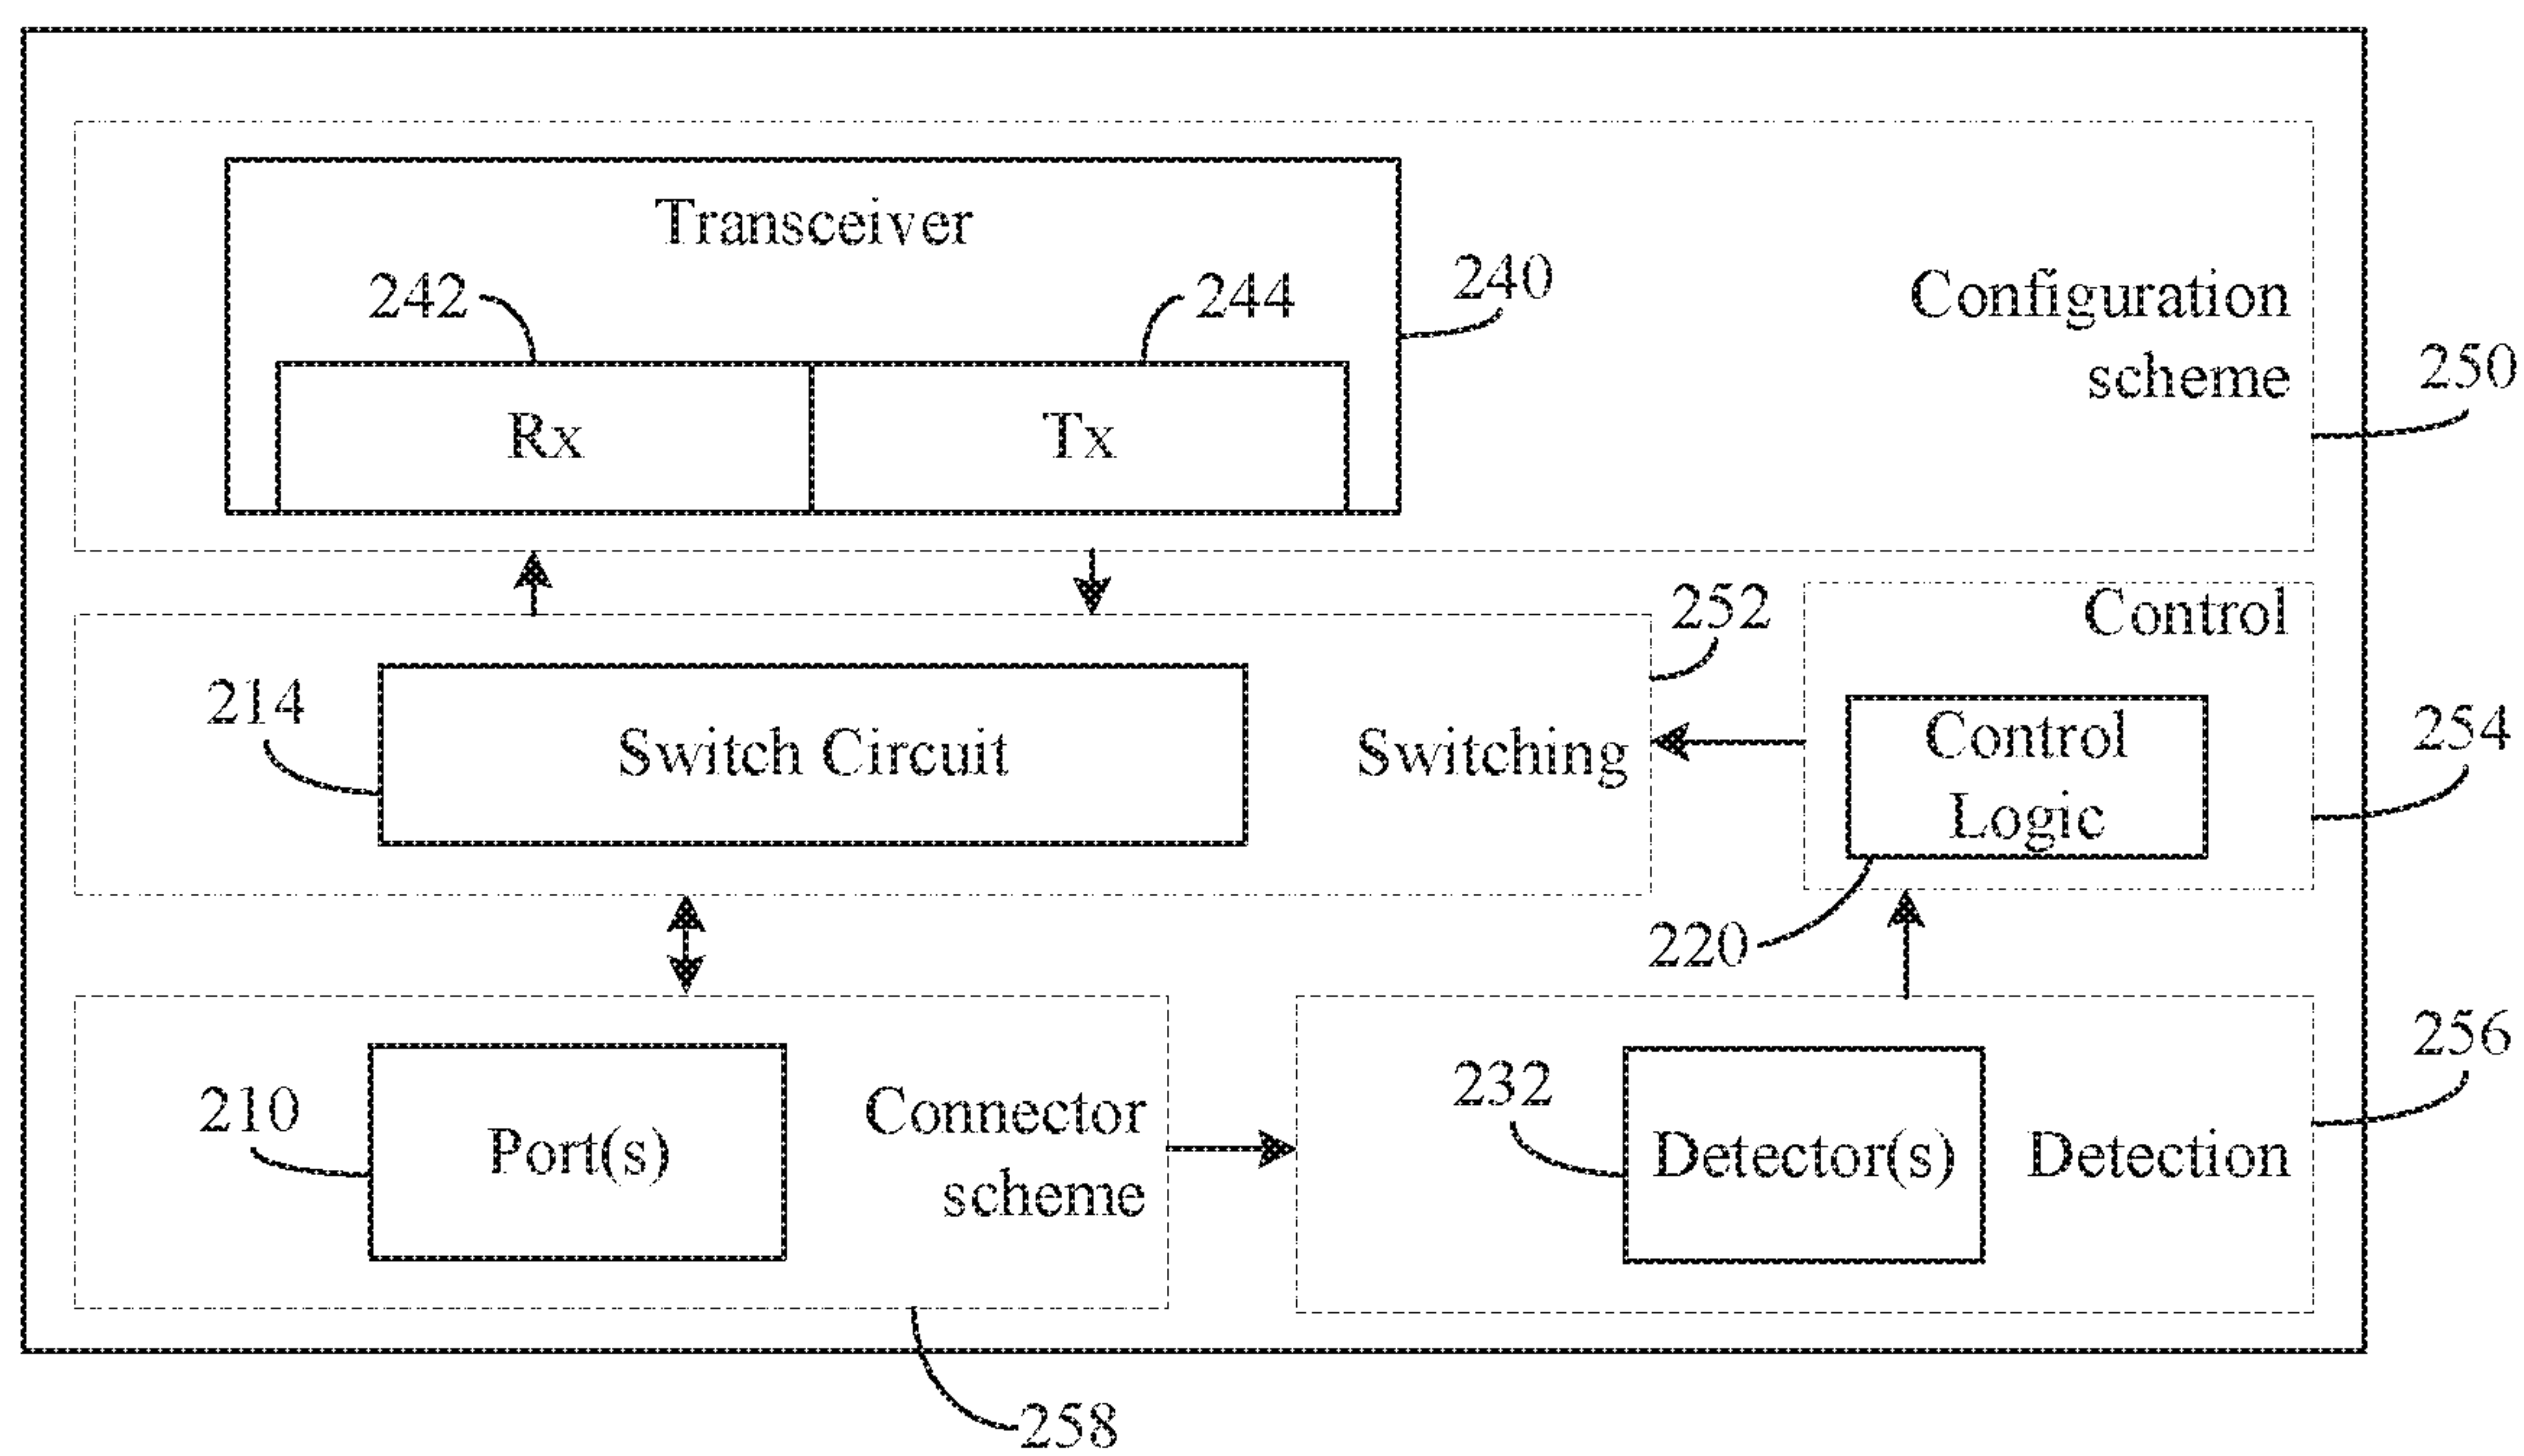 Transceiver
242
244
240
Configuration
scheme
250
Rx
Tx
252
Control
214
Switch Circuit
Switching
Control
Logic
254
220
210
Port(s)
Connector
scheme
232
Detector(s)
Detection
256
258